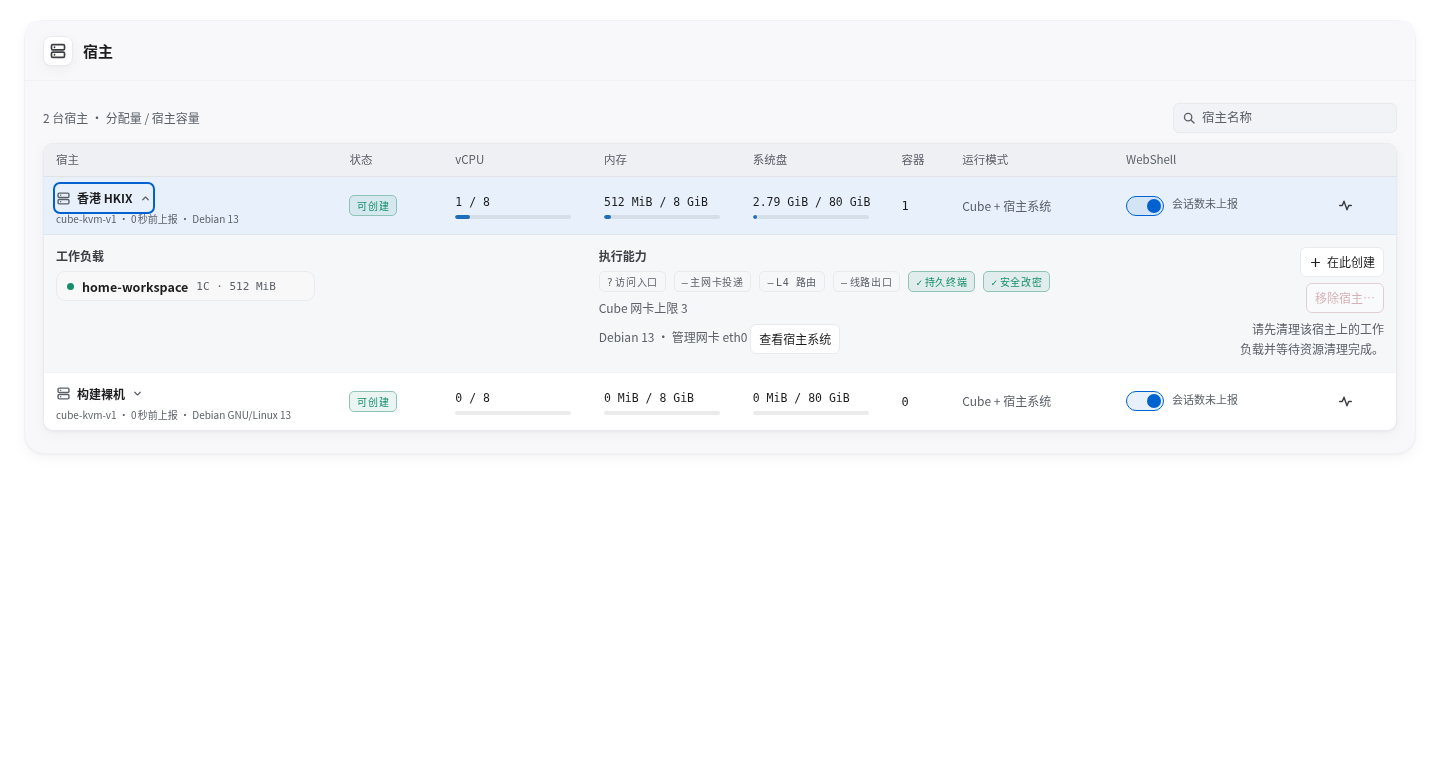 宿主
2 台宿主 · 分配量 / 宿主容量
宿主名称
宿主 状态 vCPU 内存 系统盘 容器 运行模式 WebShell
香港 HKIX
cube-kvm-v1 · 0秒前上报 · Debian 13
可创建
1 / 8
512 MiB / 8 GiB
2.79 GiB / 80 GiB
1
Cube + 宿主系统
会话数未上报
工作负载
home-workspace 1C · 512 MiB
执行能力
? 访问入口 — 主网卡投递 — L4 路由 — 线路出口 ✓ 持久终端 ✓ 安全改密
Cube 网卡上限 3
Debian 13 · 管理网卡 eth0 查看宿主系统
+ 在此创建
移除宿主…
请先清理该宿主上的工作
负载并等待资源清理完成。
构建裸机
cube-kvm-v1 · 0秒前上报 · Debian GNU/Linux 13
可创建
0 / 8
0 MiB / 8 GiB
0 MiB / 80 GiB
0
Cube + 宿主系统
会话数未上报